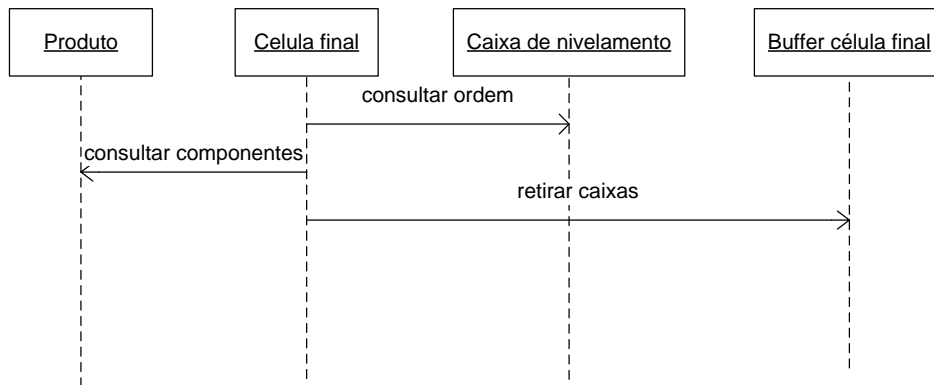 Produto
Celula final
Caixa de nivelamento
Buffer célula final
consultar ordem
consultar componentes
retirar caixas